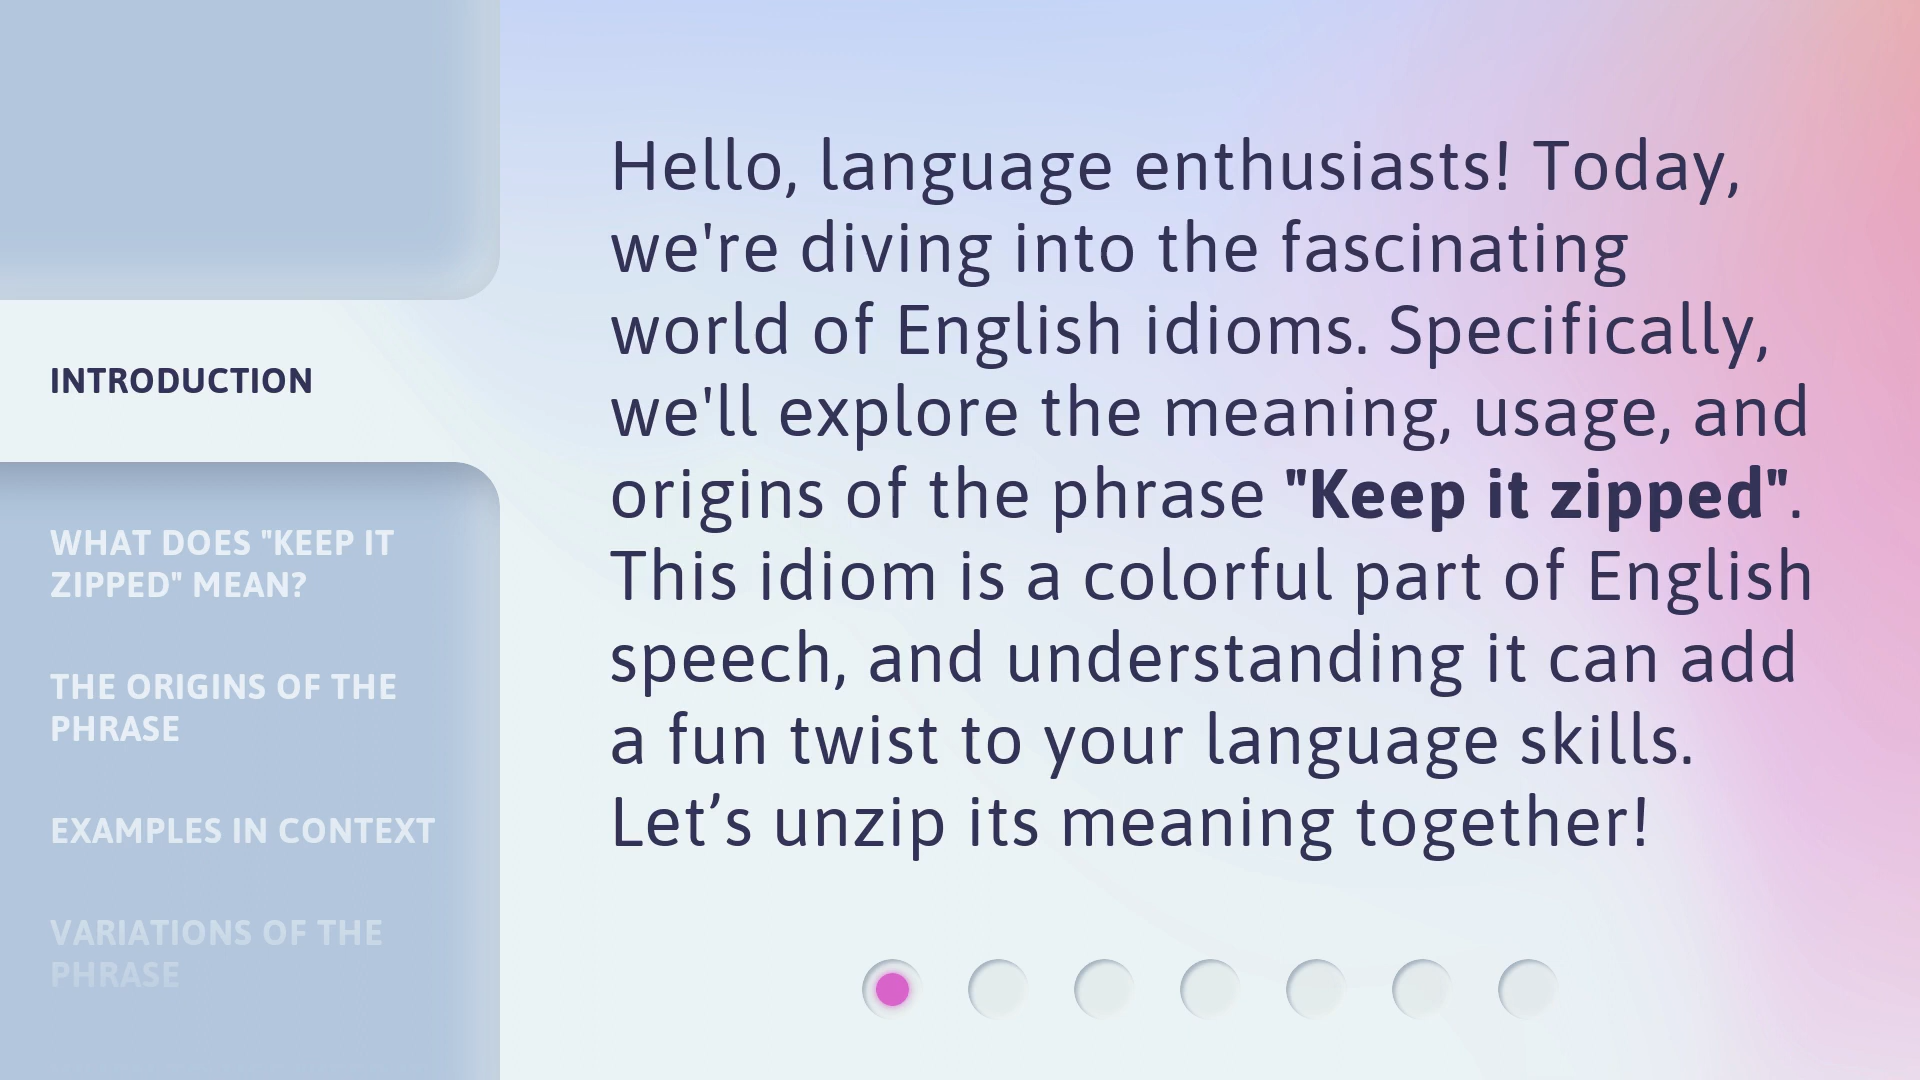 INTRODUCTION
WHAT DOES "KEEP IT
ZIPPED" MEAN?
THE ORIGINS OF THE
PHRASE
EXAMPLES IN CONTEXT
VARIATIONS OF THE
PHRASE
Hello, language enthusiasts! Today,
we're diving into the fascinating
world of English idioms. Specifically,
we'll explore the meaning, usage, and
origins of the phrase "Keep it zipped".
This idiom is a colorful part of English
speech, and understanding it can add
a fun twist to your language skills.
Let’s unzip its meaning together!